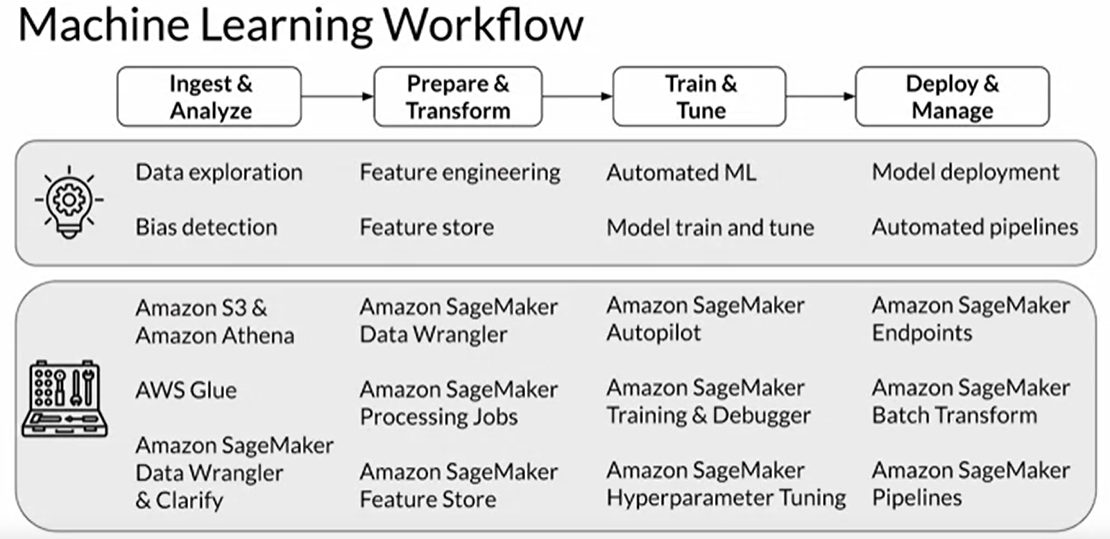 Machine Learning Workflow
Ingest &
Analyze
Prepare &
Transform
Train &
Tune
Deploy &
Manage
Data exploration
Bias detection
Feature engineering
Feature store
Automated ML
Model train and tune
Model deployment
Automated pipelines
Amazon S3 &
Amazon Athena
AWS Glue
Amazon SageMaker
Data Wrangler
& Clarify
Amazon SageMaker
Data Wrangler
Amazon SageMaker
Processing Jobs
Amazon SageMaker
Feature Store
Amazon SageMaker
Autopilot
Amazon SageMaker
Training & Debugger
Amazon SageMaker
Hyperparameter Tuning
Amazon SageMaker
Endpoints
Amazon SageMaker
Batch Transform
Amazon SageMaker
Pipelines